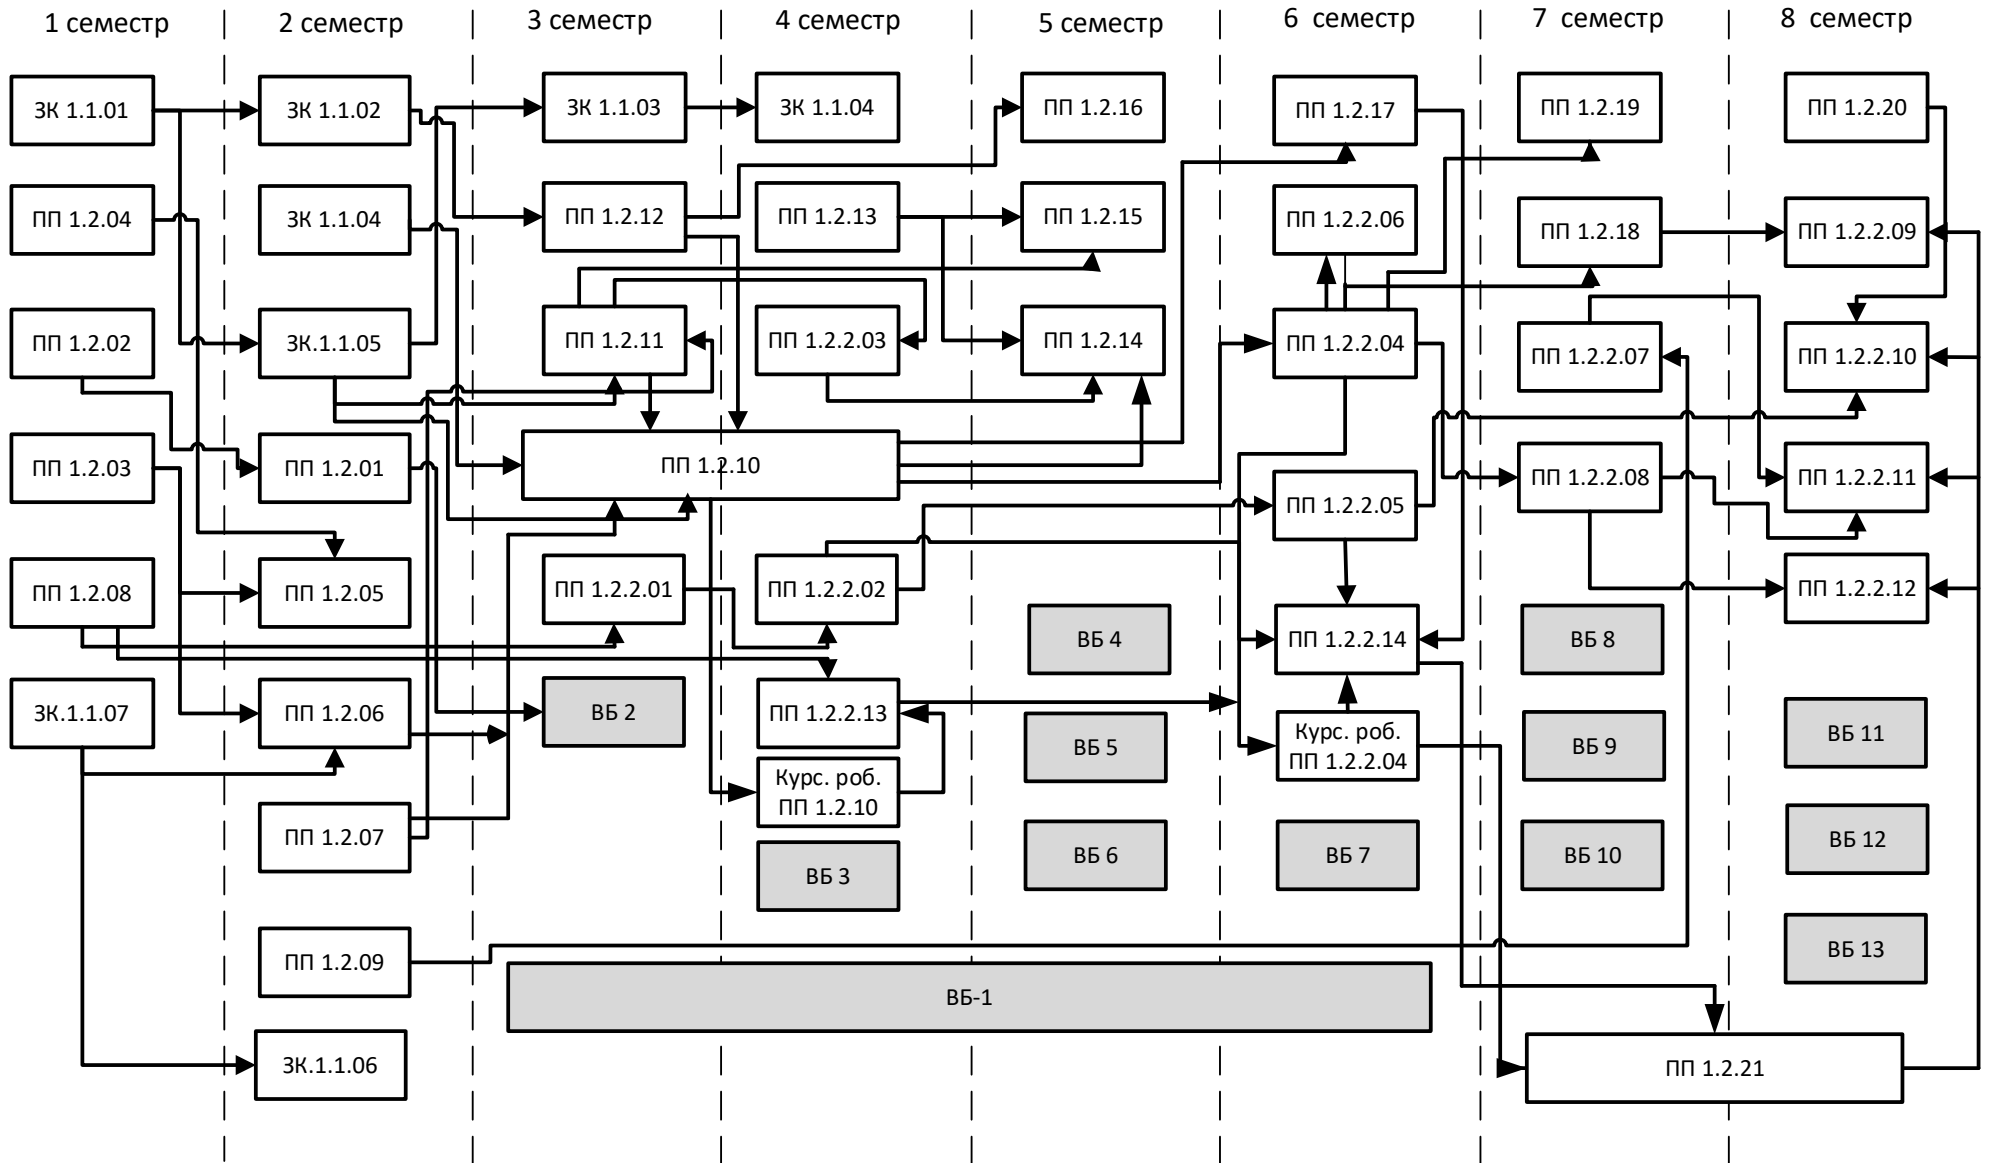 1 семестр
2 семестр
3 семестр
4 семестр
5 семестр
6 семестр
7 семестр
8 семестр
ЗК 1.1.01
ПП 1.2.04
ПП 1.2.02
ПП 1.2.03
ПП 1.2.08
ЗК.1.1.07
ЗК 1.1.02
ЗК 1.1.04
ЗК.1.1.05
ПП 1.2.01
ПП 1.2.05
ПП 1.2.06
ПП 1.2.07
ПП 1.2.09
ЗК.1.1.06
ЗК 1.1.03
ПП 1.2.12
ПП 1.2.11
ПП 1.2.10
ПП 1.2.2.01
ВБ 2
ВБ-1
ЗК 1.1.04
ПП 1.2.13
ПП 1.2.2.03
ПП 1.2.2.02
ПП 1.2.2.13
Курс. роб.
ПП 1.2.10
ВБ 3
ПП 1.2.16
ПП 1.2.15
ПП 1.2.14
ВБ 4
ВБ 5
ВБ 6
ПП 1.2.17
ПП 1.2.2.06
ПП 1.2.2.04
ПП 1.2.2.05
ПП 1.2.2.14
Курс. роб.
ПП 1.2.2.04
ВБ 7
ПП 1.2.19
ПП 1.2.18
ПП 1.2.2.07
ПП 1.2.2.08
ВБ 8
ВБ 9
ВБ 10
ПП 1.2.21
ПП 1.2.20
ПП 1.2.2.09
ПП 1.2.2.10
ПП 1.2.2.11
ПП 1.2.2.12
ВБ 11
ВБ 12
ВБ 13